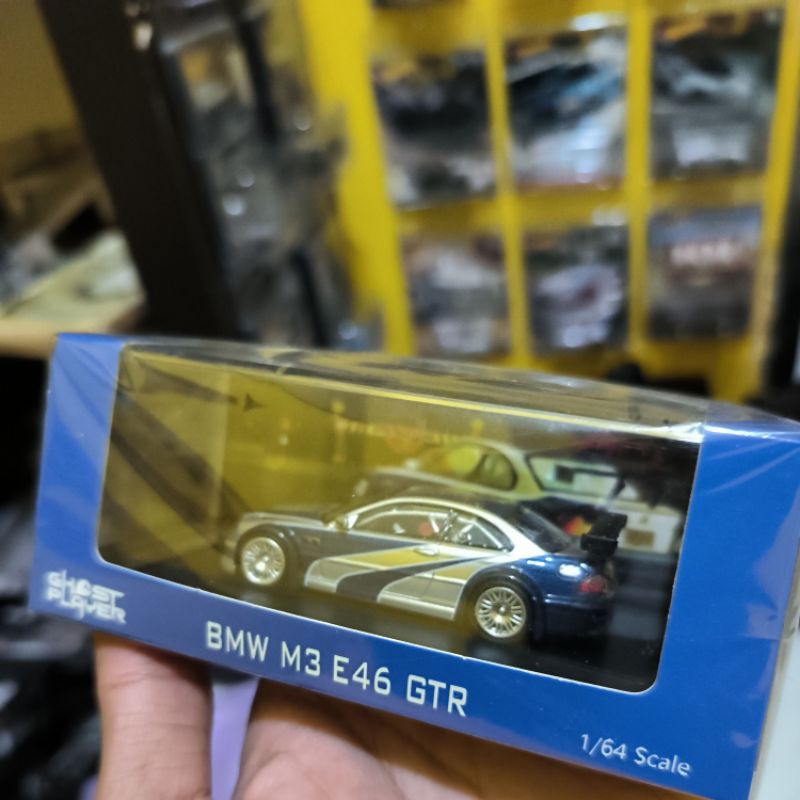 GHOST
PLAYER
BMW M3 E46 GTR
1/64 Scale